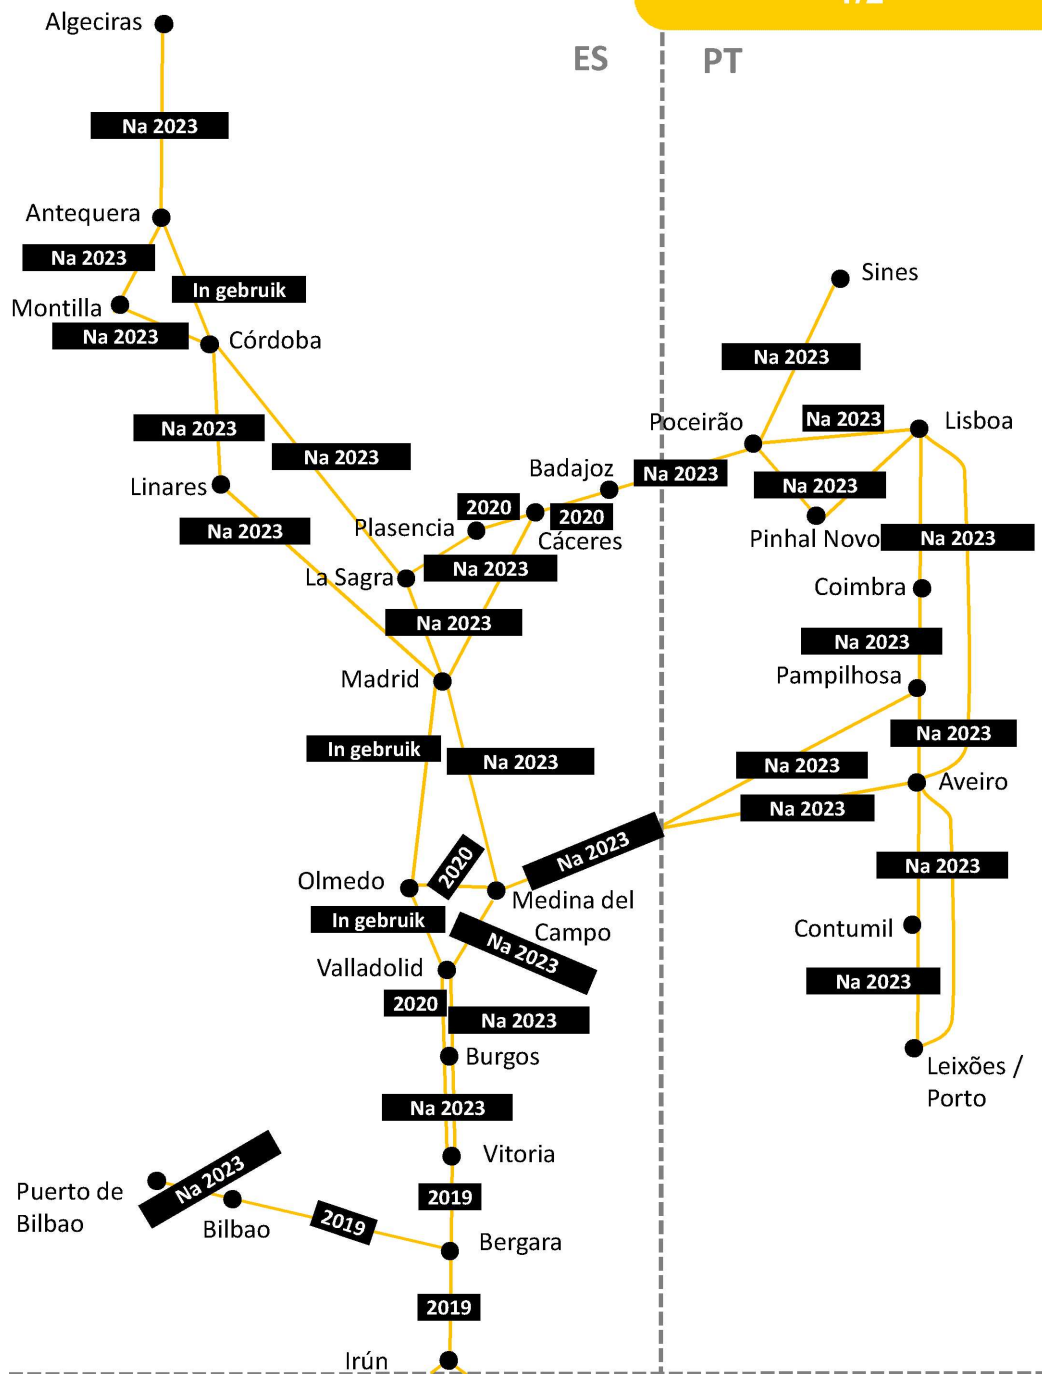 Algeciras
ES
PT
Na 2023
Antequera
Na 2023
In gebruik
Montilla
Na 2023
Córdoba
Sines
Na 2023
Na 2023
Na 2023
Poceirão
Na 2023
Lisboa
Linares
Badajoz
Na 2023
Na 2023
Na 2023
Plasencia
2020
2020
Cáceres
Pinhal Novo
Na 2023
La Sagra
Na 2023
Coimbra
Na 2023
Na 2023
Madrid
Pampilhosa
In gebruik
Na 2023
Na 2023
Na 2023
Na 2023
Aveiro
Na 2023
2020
Olmedo
Medina del
Campo
Na 2023
In gebruik
Na 2023
Contumil
Valladolid
2020
Na 2023
Na 2023
Burgos
Leixões /
Porto
Na 2023
Vitoria
Puerto de
Bilbao
Na 2023
Bilbao
2019
2019
Bergara
2019
Irún